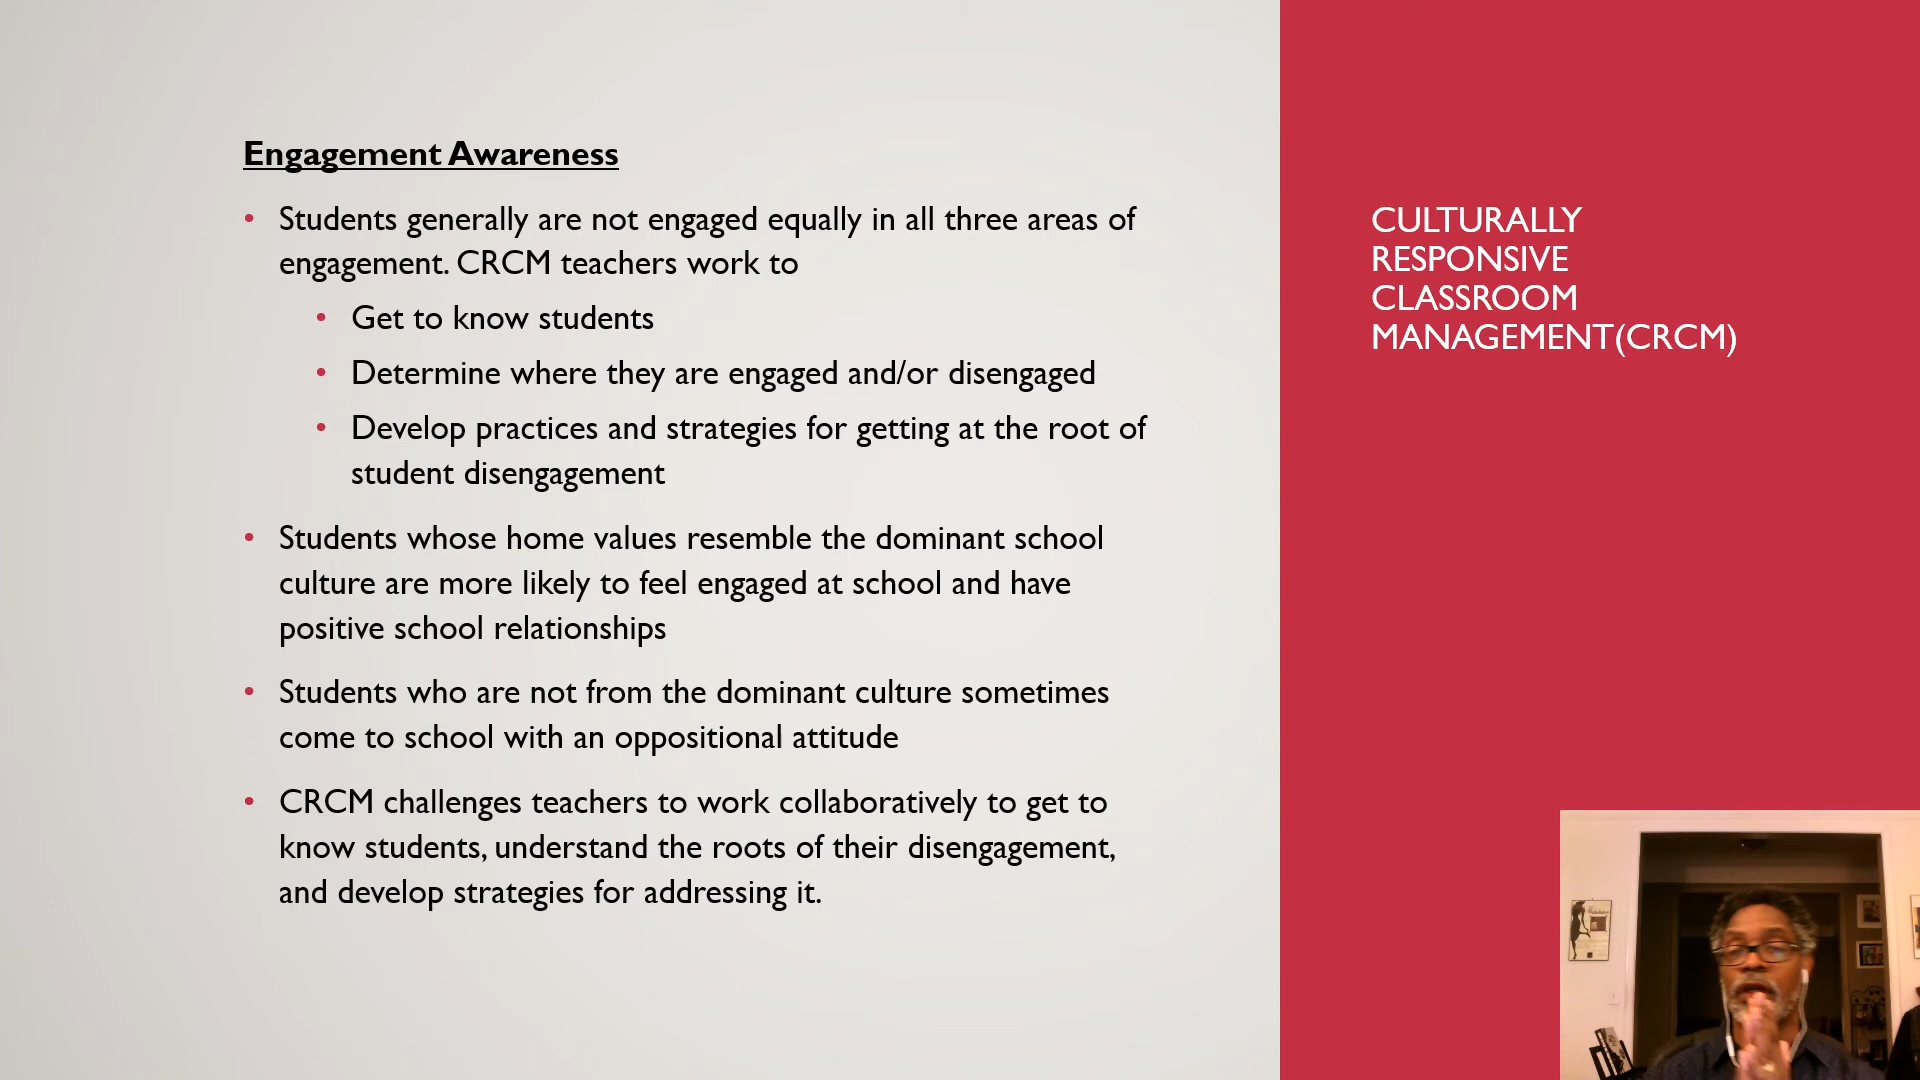 Engagement Awareness
• Students generally are not engaged equally in all three areas of
engagement. CRCM teachers work to
• Get to know students
• Determine where they are engaged and/or disengaged
• Develop practices and strategies for getting at the root of
student disengagement
• Students whose home values resemble the dominant school
culture are more likely to feel engaged at school and have
positive school relationships
• Students who are not from the dominant culture sometimes
come to school with an oppositional attitude
• CRCM challenges teachers to work collaboratively to get to
know students, understand the roots of their disengagement,
and develop strategies for addressing it.
CULTURALLY
RESPONSIVE
CLASSROOM
MANAGEMENT(CRCM)